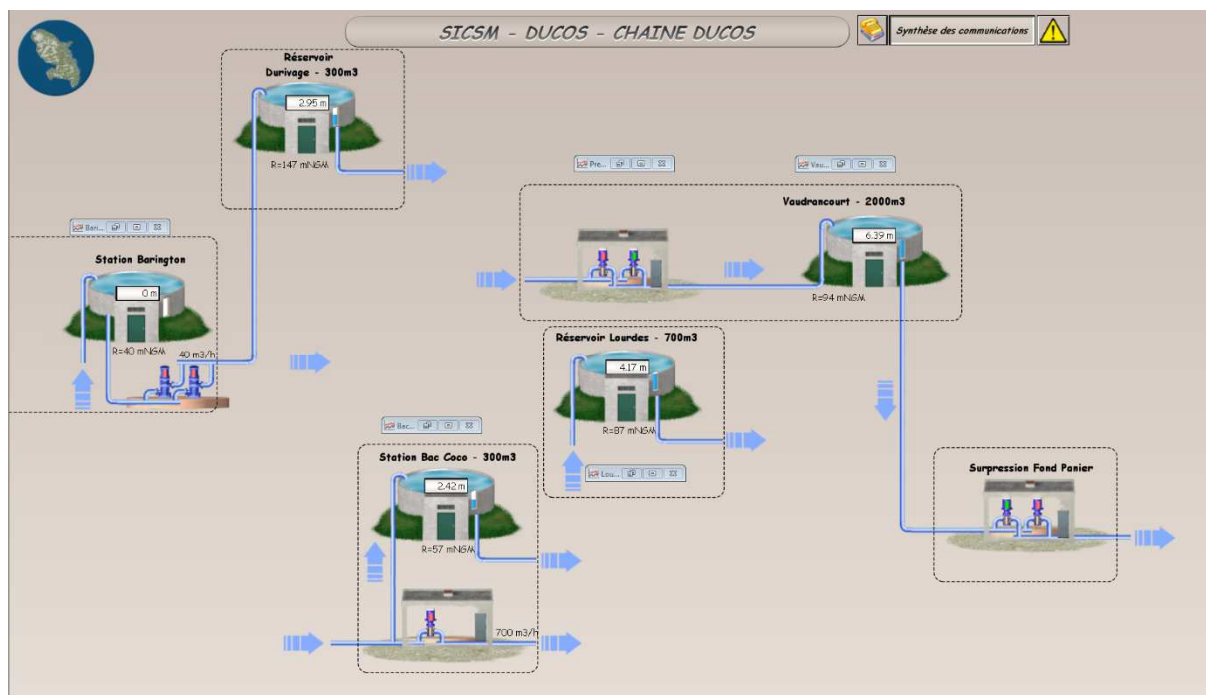 SICSM - DUCOS - CHAINE DUCOS
Synthèse des communications
Réservoir
Durivage - 300m3
2.95 m
R=147 mNGM
Pre...
Vau...
Vaudrancourt - 2000m3
6.39 m
R=94 mNGM
Bari...
Station Barington
0 m
R=40 mNGM
40 m3/h
Réservoir Lourdes - 700m3
4.17 m
R=87 mNGM
Lou...
Bac...
Station Bac Coco - 300m3
2.42 m
R=57 mNGM
700 m3/h
Surpression Fond Panier